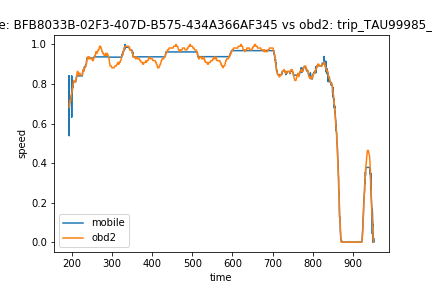 e: BFB8033B-02F3-407D-B575-434A366AF345 vs obd2: trip_TAU99985_
1.0
0.8
0.6
0.4
0.2
0.0
speed
mobile
obd2
200 300 400 500 600 700 800 900
time